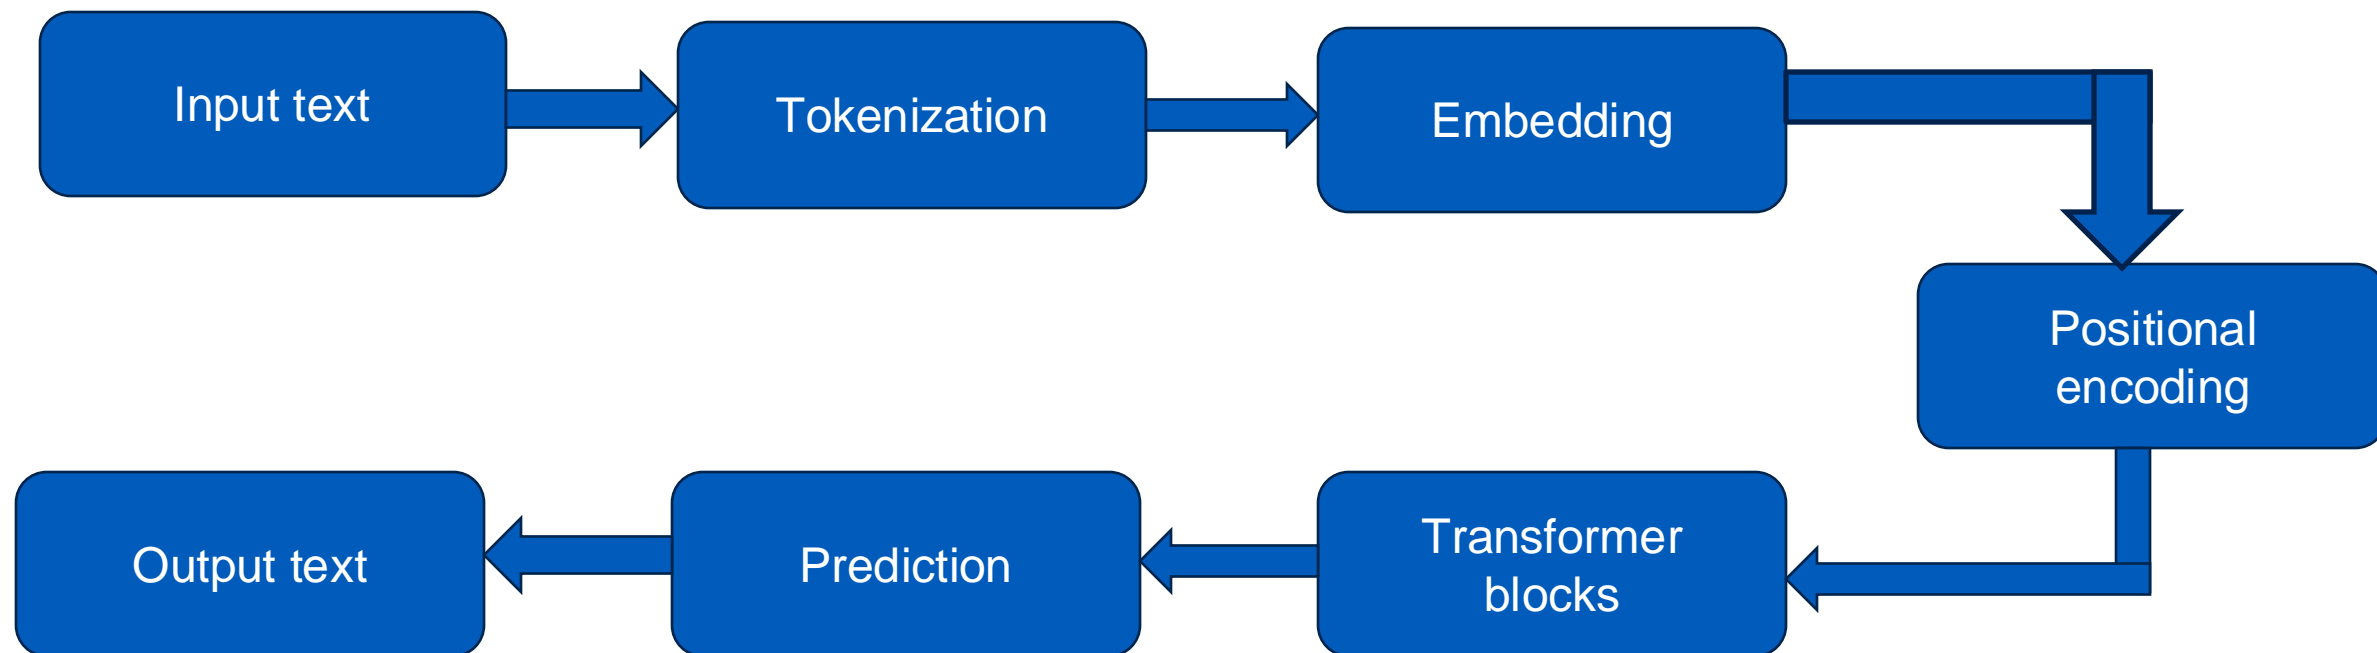 Input text
Tokenization
Embedding
Positional
encoding
Transformer
blocks
Prediction
Output text